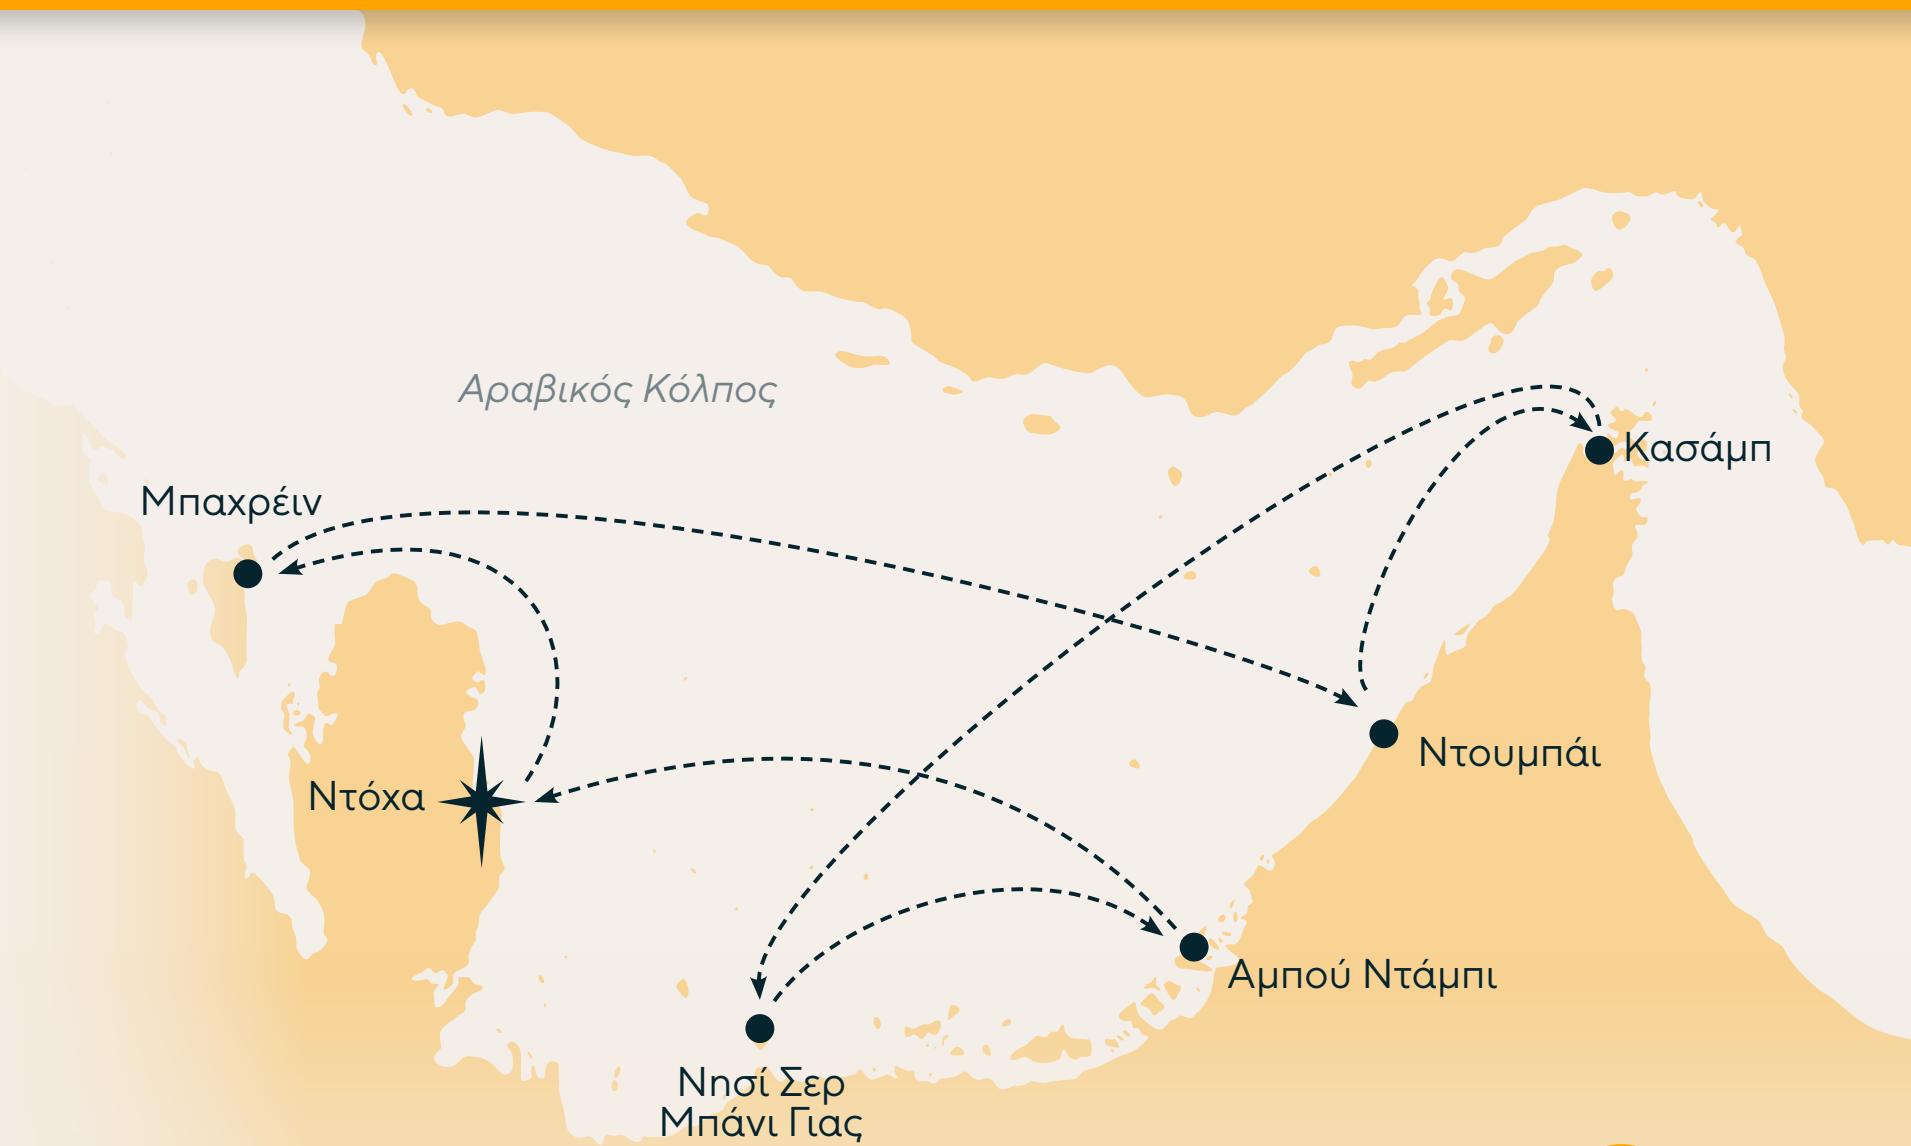 Αραβικός Κόλπος
Κασάμπ
Μπαχρέιν
Ντουμπάι
Ντόχα
Αμπού Ντάμπι
Νησί Σερ
Μπάνι Γιας